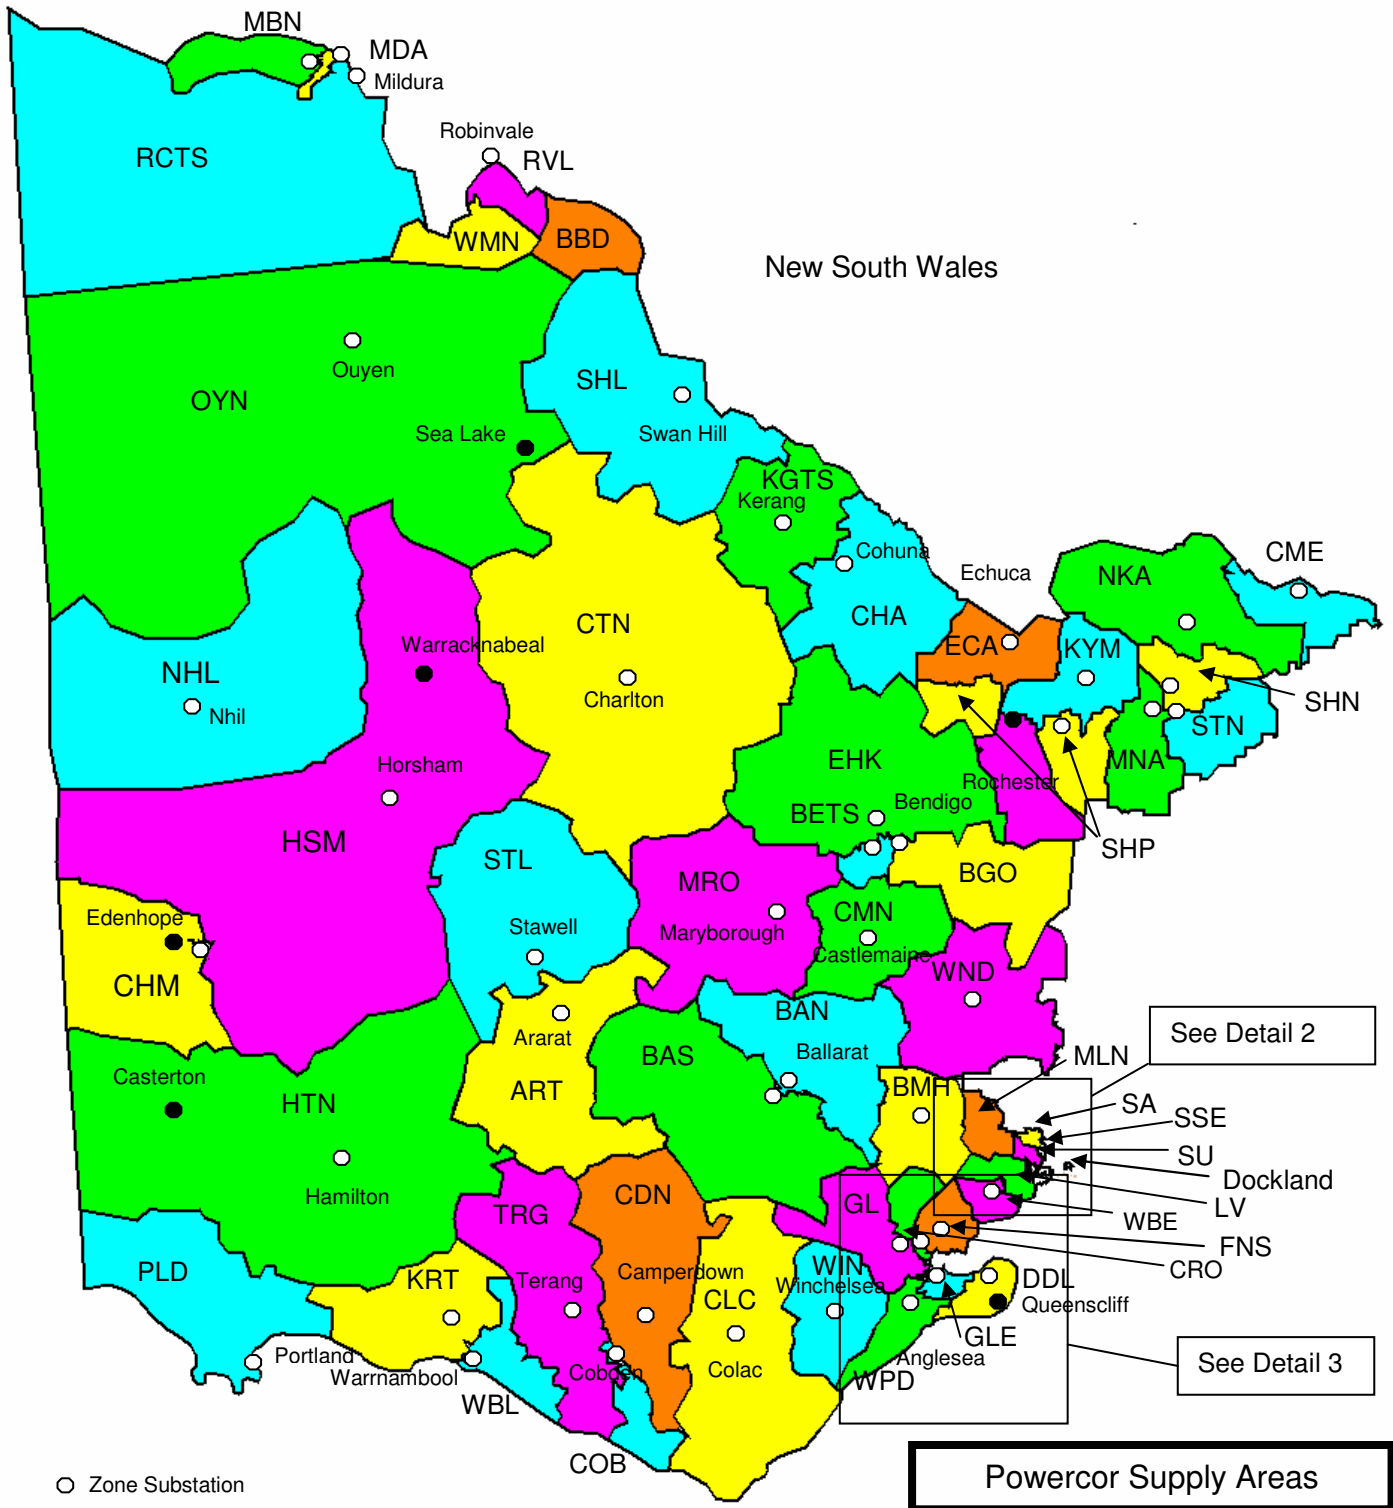 MBN
MDA
Mildura
Robinvale
RVL
RCTS
WMN
BBD
New South Wales
Ouyen
OYN
SHL
Sea Lake
Swan Hill
KGTS
Kerang
Cohuna
Echuca
NKA
CME
CHA
CTN
ECA
KYM
Warracknabeal
NHL
Nhil
Charlton
SHN
STN
Horsham
EHK
MNA
Rochester
BETS
Bendigo
HSM
SHP
STL
MRO
BGO
Edenhope
CMN
Stawell
Maryborough
Castlemaine
CHM
WND
BAN
See Detail 2
Ararat
BAS
Ballarat
MLN
Casterton
ART
BMH
HTN
SA
SSE
SU
Dockland
Hamilton
CDN
LV
TRG
GL
WBE
FNS
CRO
PLD
KRT
Terang
Camperdown
WIN
Winchelsea
CLC
DDL
Queenscliff
GLE
Portland
Warrnambool
Cobden
Colac
Anglesea
See Detail 3
WPD
WBL
COB
Zone Substation
Powercor Supply Areas